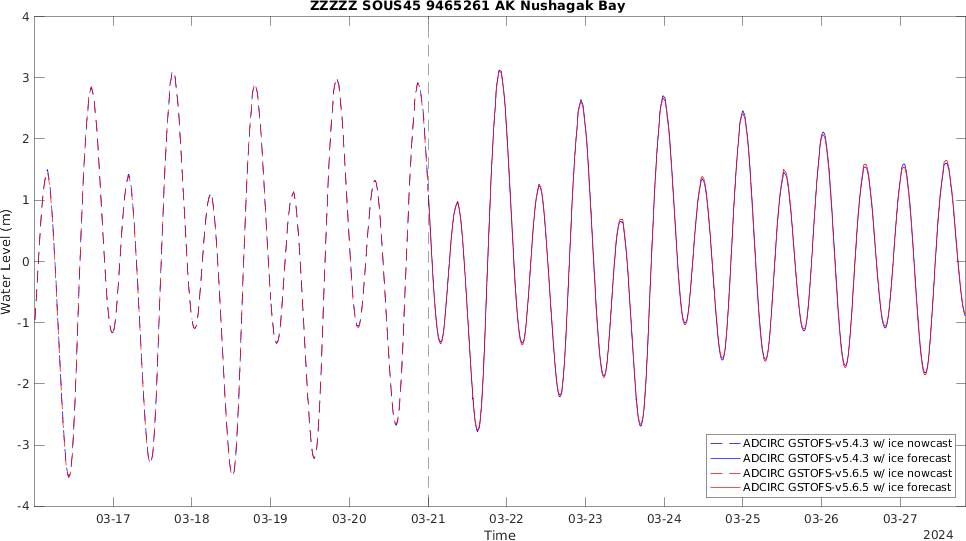 ZZZZZ SOUS45 9465261 AK Nushagak Bay
4
3
2
1
0
-1
-2
-3
-4
Water Level (m)
ADCIRC GSTOFS-v5.4.3 w/ ice nowcast
ADCIRC GSTOFS-v5.4.3 w/ ice forecast
ADCIRC GSTOFS-v5.6.5 w/ ice nowcast
ADCIRC GSTOFS-v5.6.5 w/ ice forecast
03-17 03-18 03-19 03-20 03-21 03-22 03-23 03-24 03-25 03-26 03-27
Time
2024